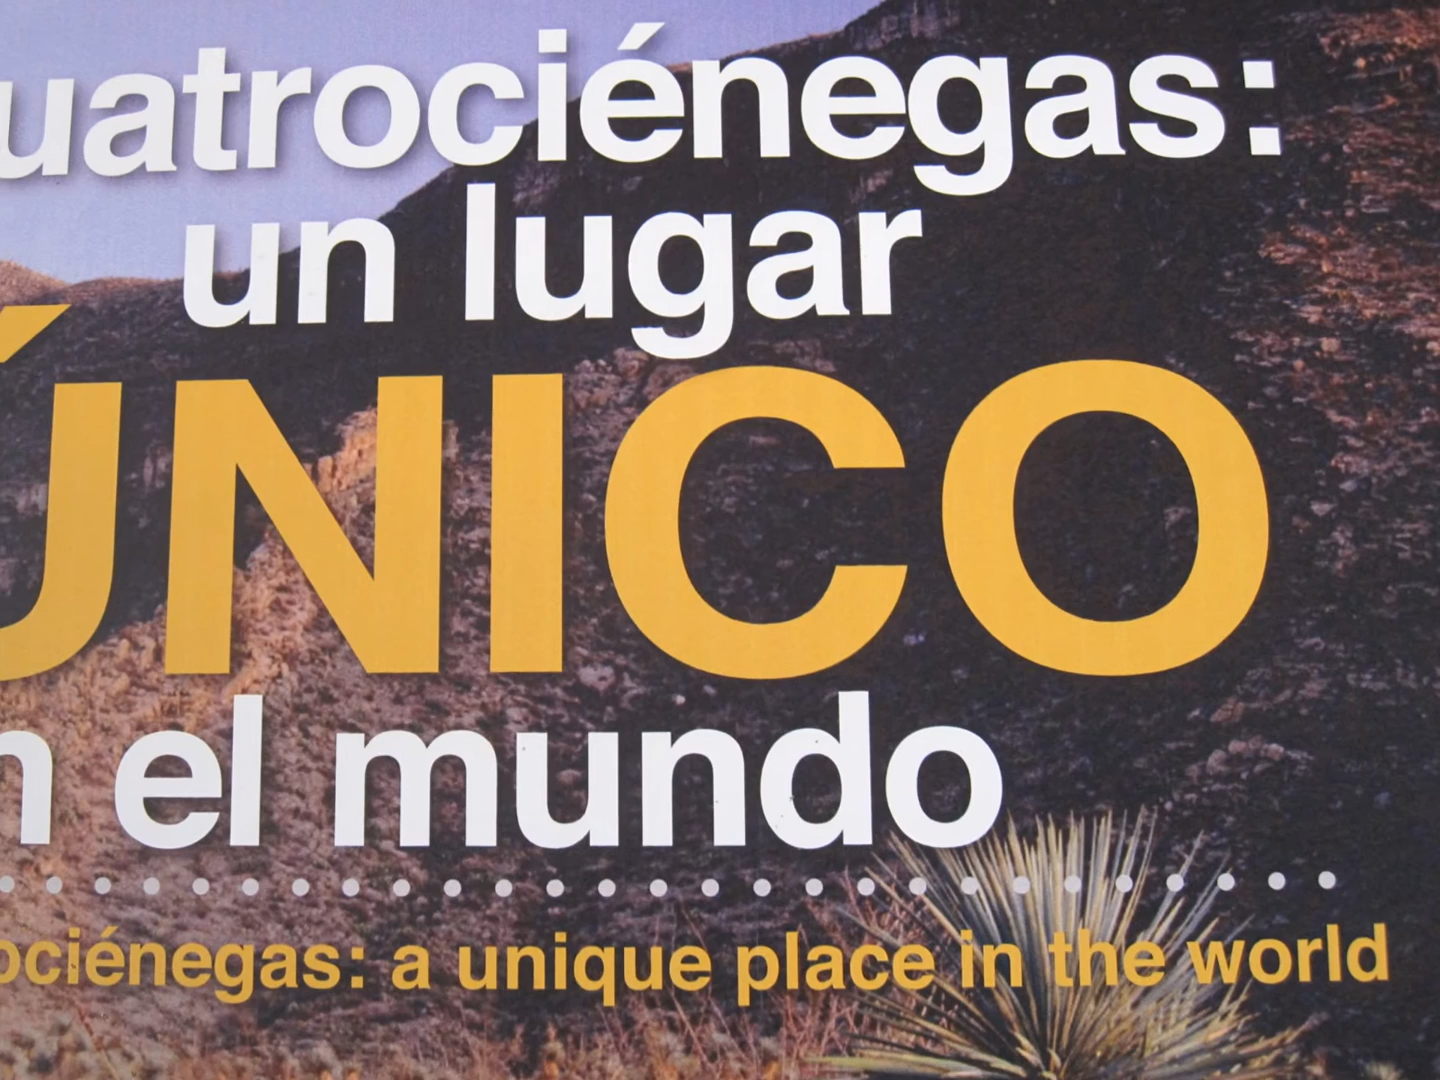 uatrociénegas:
un lugar
ÚNICO
n el mundo
ociénegas: a unique place in the world